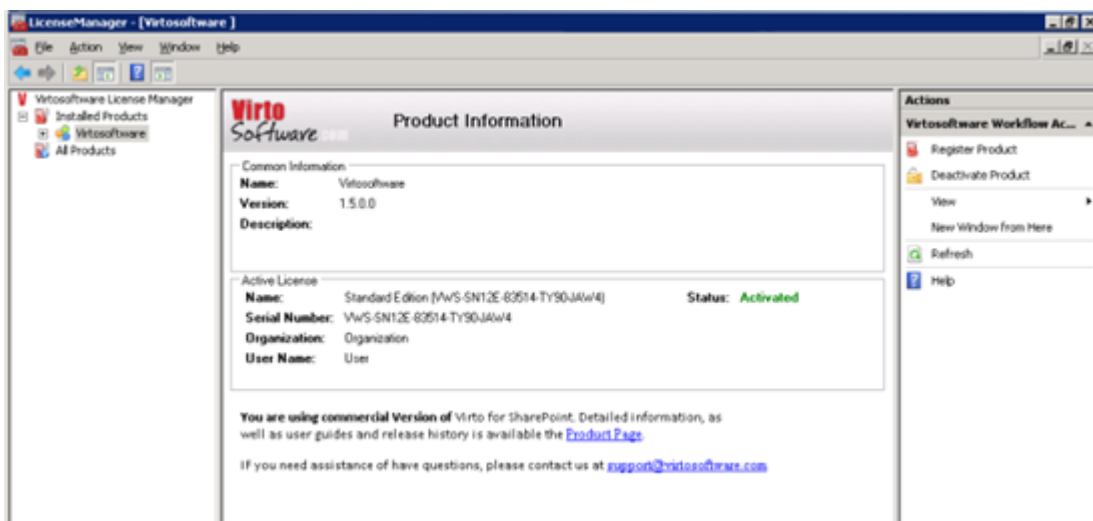 LicenseManager - [Virtosoftware ]
File Action View Window Help
Virtosoftware License Manager
Installed Products
Virtosoftware
All Products
Virto
Software
Product Information
Common Information
Name: Virtosoftware
Version: 1.5.0.0
Description:
Active License
Name: Standard Edition (VWS-SN12E-83514-TY90-JAW4) Status: Activated
Serial Number: VWS-SN12E-83514-TY90-JAW4
Organization: Organization
User Name: User
You are using commercial Version of Virto for SharePoint. Detailed information, as
well as user guides and release history is available the Product Page.
If you need assistance of have questions, please contact us at support@virtosoftware.com
Actions
Virtosoftware Workflow Ac...
Register Product
Deactivate Product
View
New Window from Here
Refresh
Help